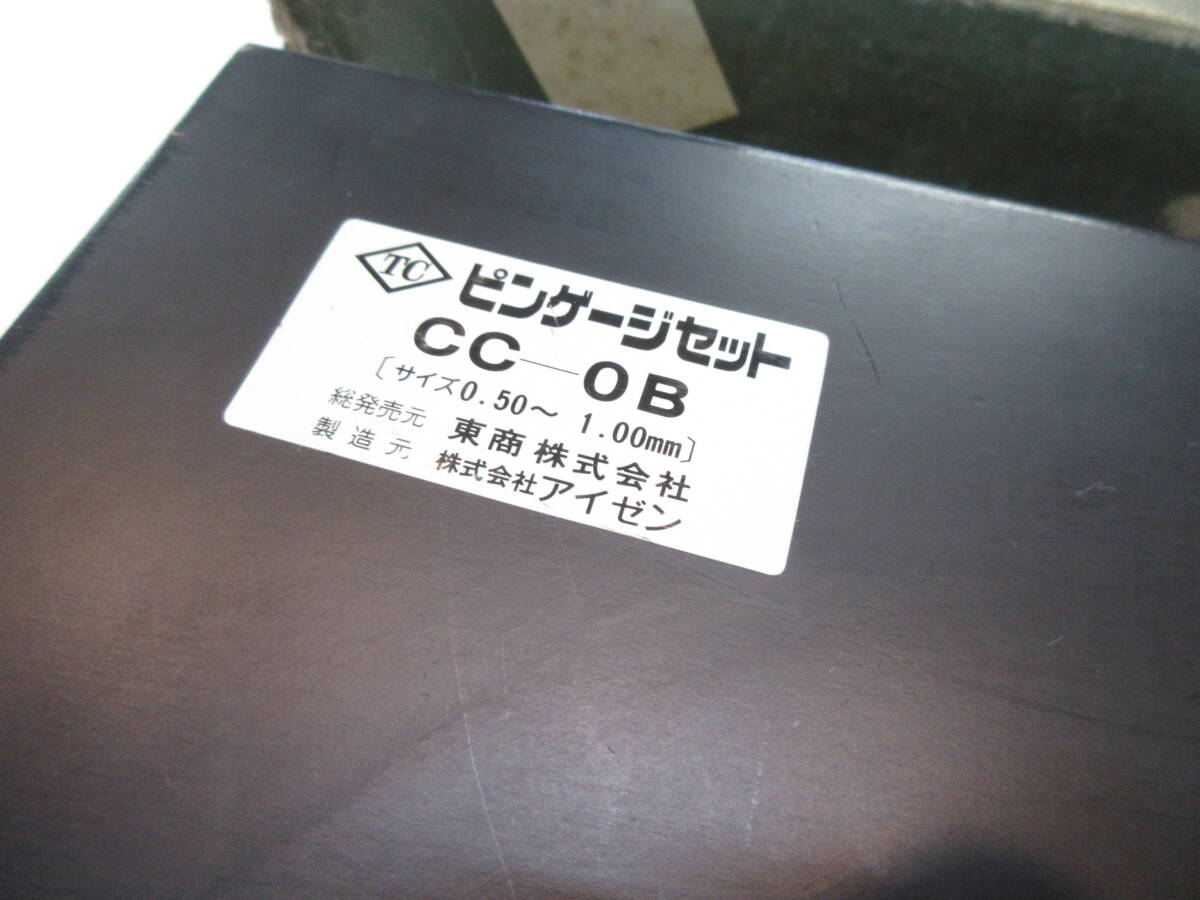 TC ピンゲージセット
CC―0B
〔サイズ0.50～ 1.00mm〕
総発売元 東商株式会社
製造元 株式会社アイゼン